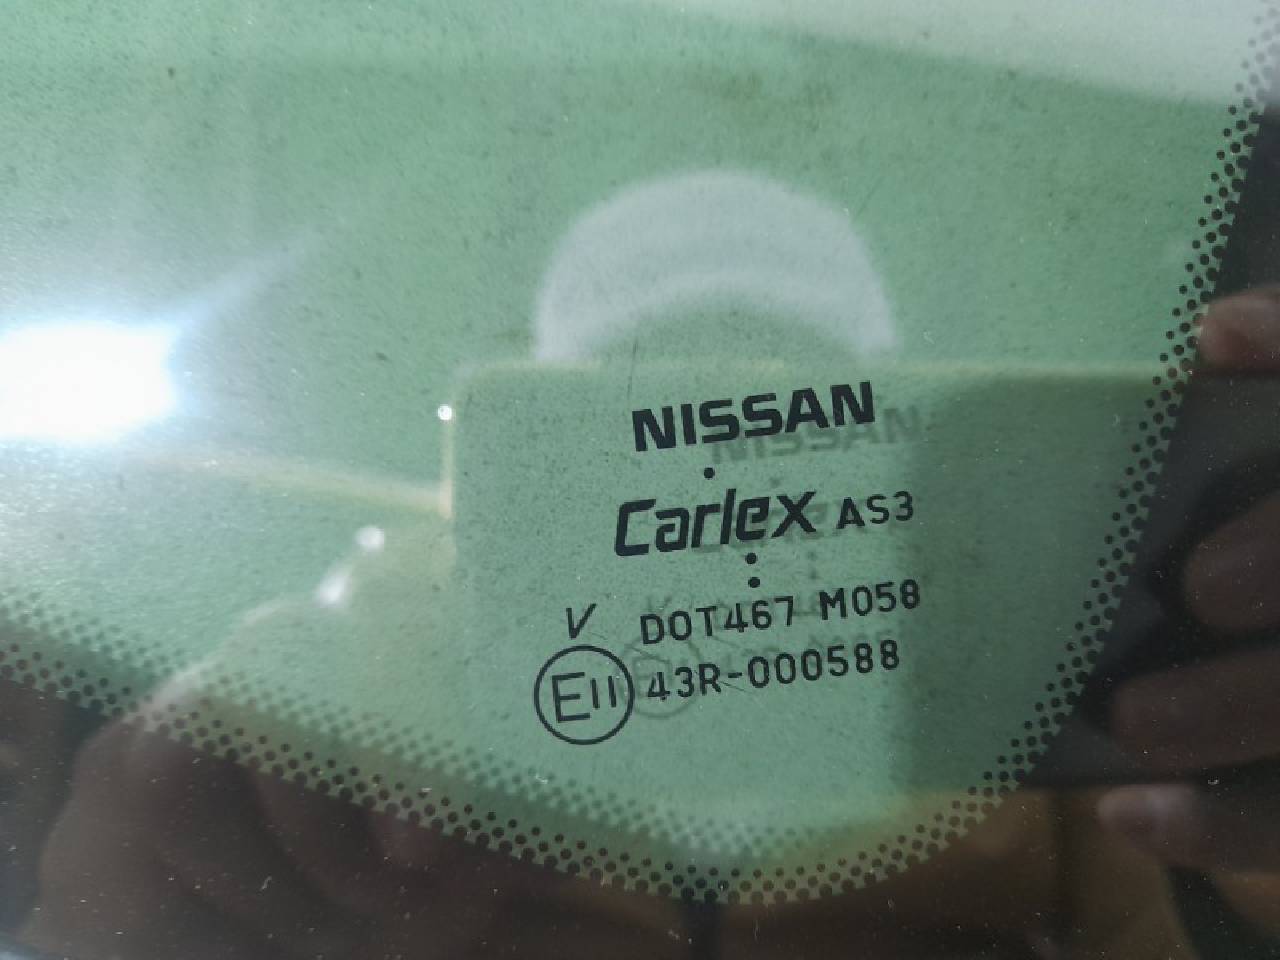 NISSAN
Carlex AS3
V DOT467 M058
E11 43R-000588